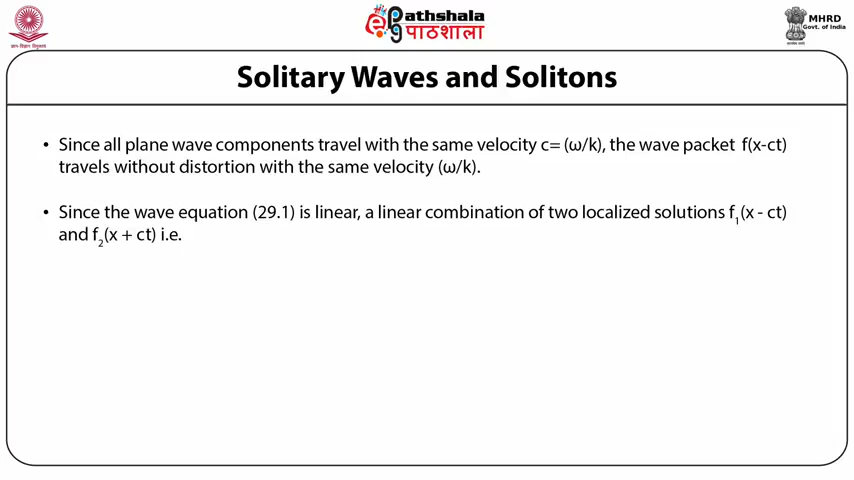 ePathshala
पाठशाला
MHRD
Govt. of India
Solitary Waves and Solitons
• Since all plane wave components travel with the same velocity c= (ω/k), the wave packet f(x-ct)
travels without distortion with the same velocity (ω/k).
• Since the wave equation (29.1) is linear, a linear combination of two localized solutions f₁(x - ct)
and f₂(x + ct) i.e.